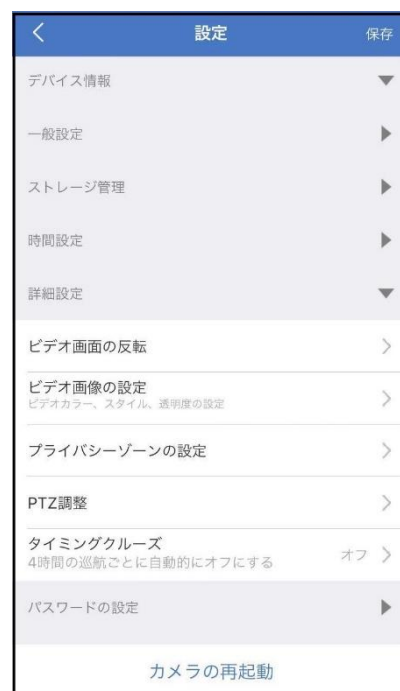 設定
保存
デバイス情報
一般設定
ストレージ管理
時間設定
詳細設定
ビデオ画面の反転
ビデオ画像の設定
ビデオカラー、スタイル、透明度の設定
プライバシーゾーンの設定
PTZ調整
タイミングクルーズ
4時間の巡航ごとに自動的にオフにする
オフ
パスワードの設定
カメラの再起動